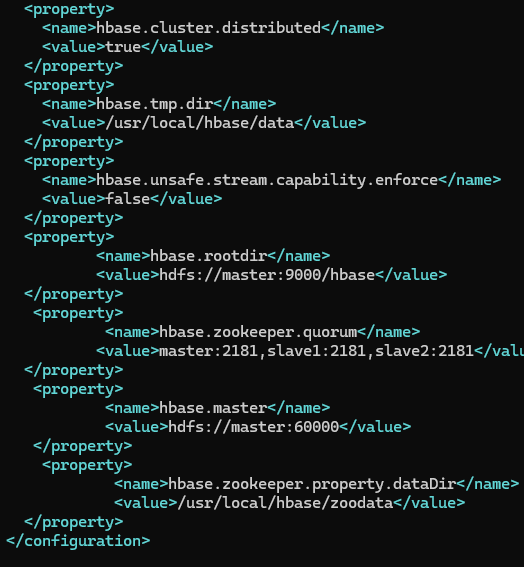 <property>
<name>hbase.cluster.distributed</name>
<value>true</value>
</property>
<property>
<name>hbase.tmp.dir</name>
<value>/usr/local/hbase/data</value>
</property>
<property>
<name>hbase.unsafe.stream.capability.enforce</name>
<value>false</value>
</property>
<property>
<name>hbase.rootdir</name>
<value>hdfs://master:9000/hbase</value>
</property>
<property>
<name>hbase.zookeeper.quorum</name>
<value>master:2181,slave1:2181,slave2:2181</valu
</property>
<property>
<name>hbase.master</name>
<value>hdfs://master:60000</value>
</property>
<property>
<name>hbase.zookeeper.property.dataDir</name>
<value>/usr/local/hbase/zoodata</value>
</property>
</configuration>